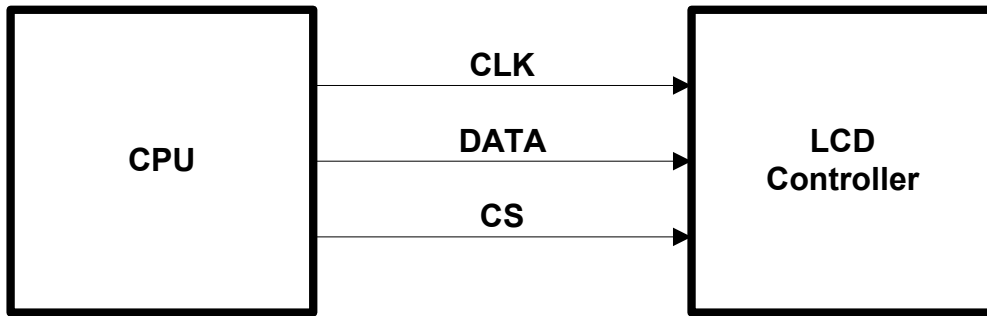 CLK
DATA
CS
CPU
LCD
Controller